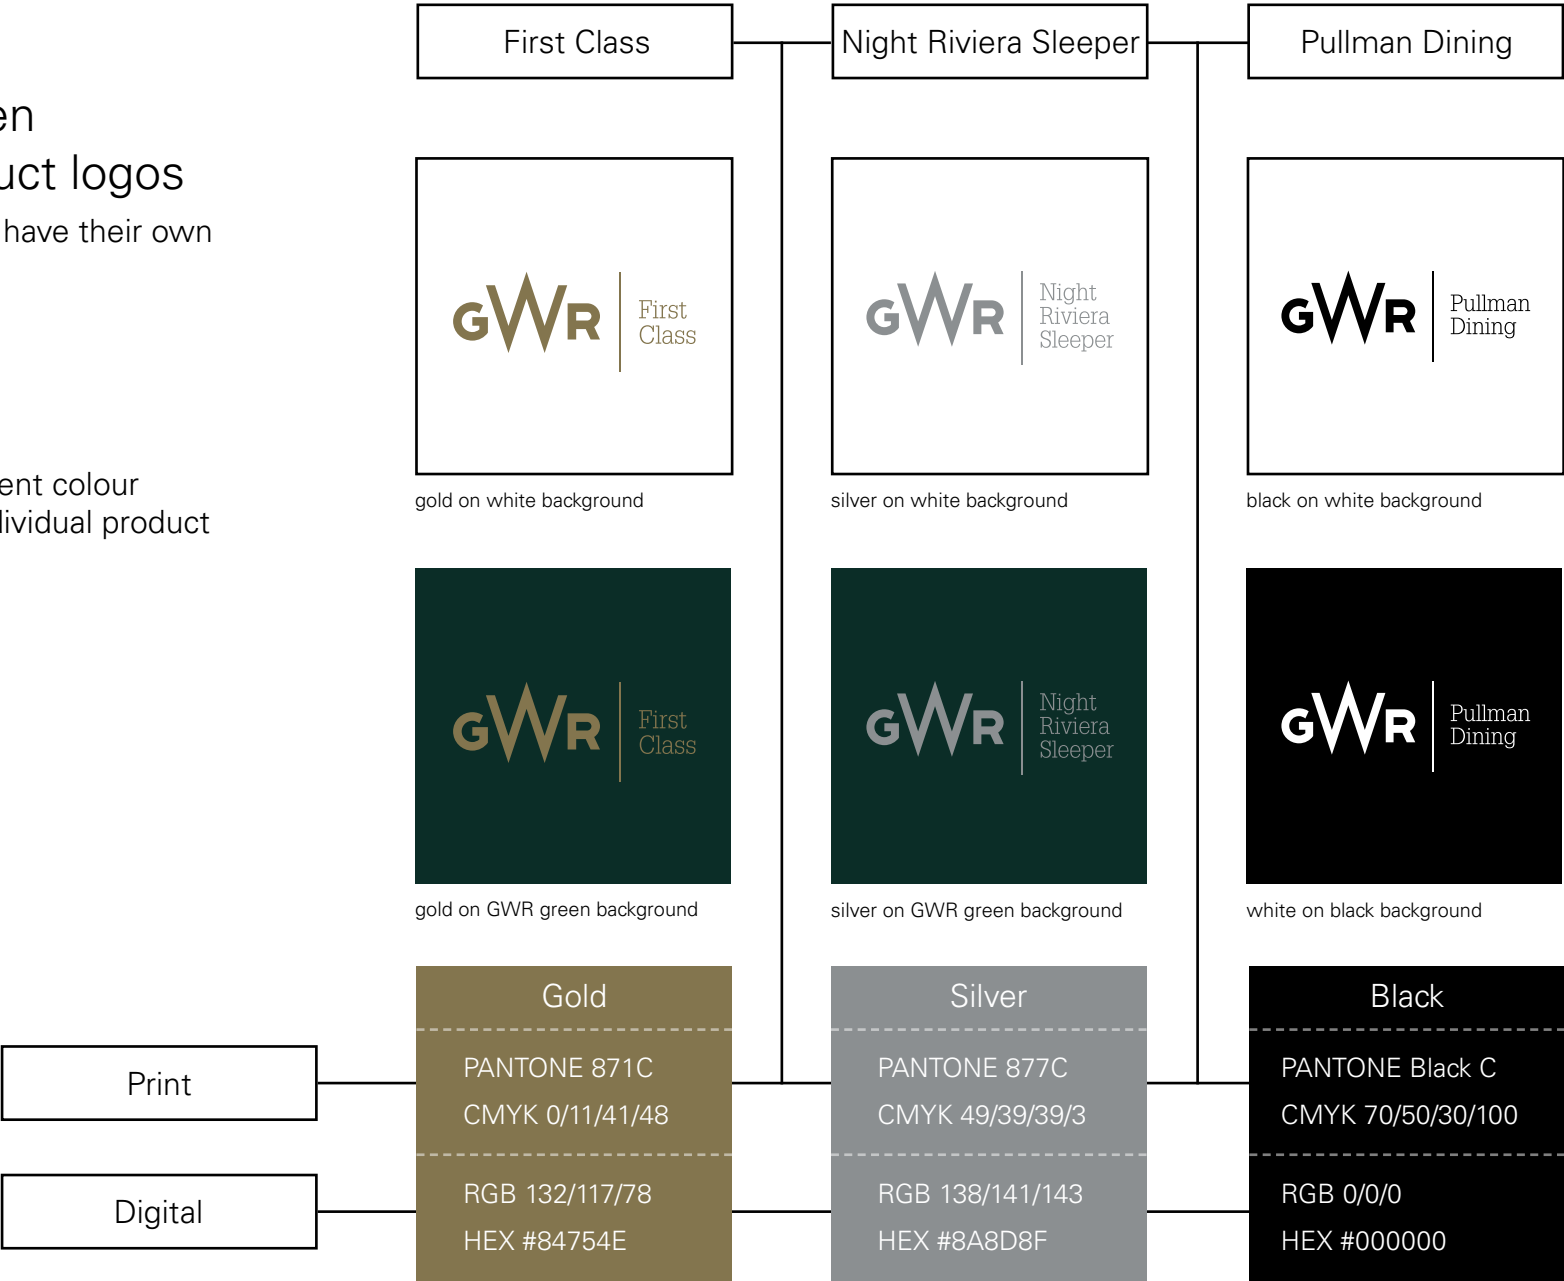 First Class
Night Riviera Sleeper
Pullman Dining
en
uct logos
have their own
ent colour
dividual product
GWR
First
Class
GWR
Night
Riviera
Sleeper
GWR
Pullman
Dining
gold on white background
silver on white background
black on white background
GWR
First
Class
GWR
Night
Riviera
Sleeper
GWR
Pullman
Dining
gold on GWR green background
silver on GWR green background
white on black background
Gold
Silver
Black
Print
PANTONE 871C
CMYK 0/11/41/48
PANTONE 877C
CMYK 49/39/39/3
PANTONE Black C
CMYK 70/50/30/100
Digital
RGB 132/117/78
HEX #84754E
RGB 138/141/143
HEX #8A8D8F
RGB 0/0/0
HEX #000000